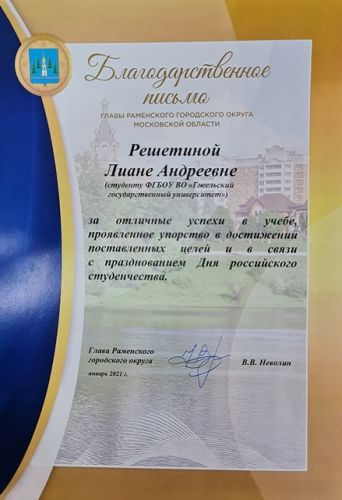 Благодарственное
письмо
ГЛАВЫ РАМЕНСКОГО ГОРОДСКОГО ОКРУГА
МОСКОВСКОЙ ОБЛАСТИ
Решетиной
Лиане Андреевне
(студенту ФГБОУ ВО «Гжельский
государственный университет»)
за отличные успехи в учебе,
проявленное упорство в достижении
поставленных целей и в связи
с празднованием Дня российского
студенчества.
Глава Раменского
городского округа
В.В. Неволин
январь 2021 г.